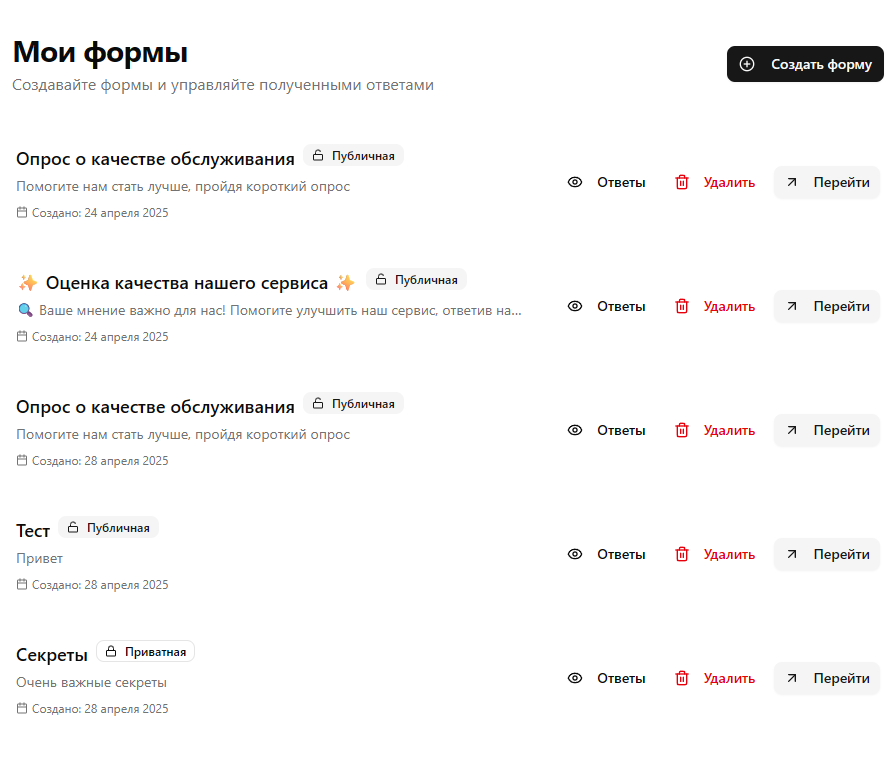 Мои формы
Создавайте формы и управляйте полученными ответами
Создать форму
Опрос о качестве обслуживания Публичная
Помогите нам стать лучше, пройдя короткий опрос
Создано: 24 апреля 2025
Ответы Удалить Перейти
✨ Оценка качества нашего сервиса ✨ Публичная
🔍 Ваше мнение важно для нас! Помогите улучшить наш сервис, ответив на...
Создано: 24 апреля 2025
Ответы Удалить Перейти
Опрос о качестве обслуживания Публичная
Помогите нам стать лучше, пройдя короткий опрос
Создано: 28 апреля 2025
Ответы Удалить Перейти
Тест Публичная
Привет
Создано: 28 апреля 2025
Ответы Удалить Перейти
Секреты Приватная
Очень важные секреты
Создано: 28 апреля 2025
Ответы Удалить Перейти